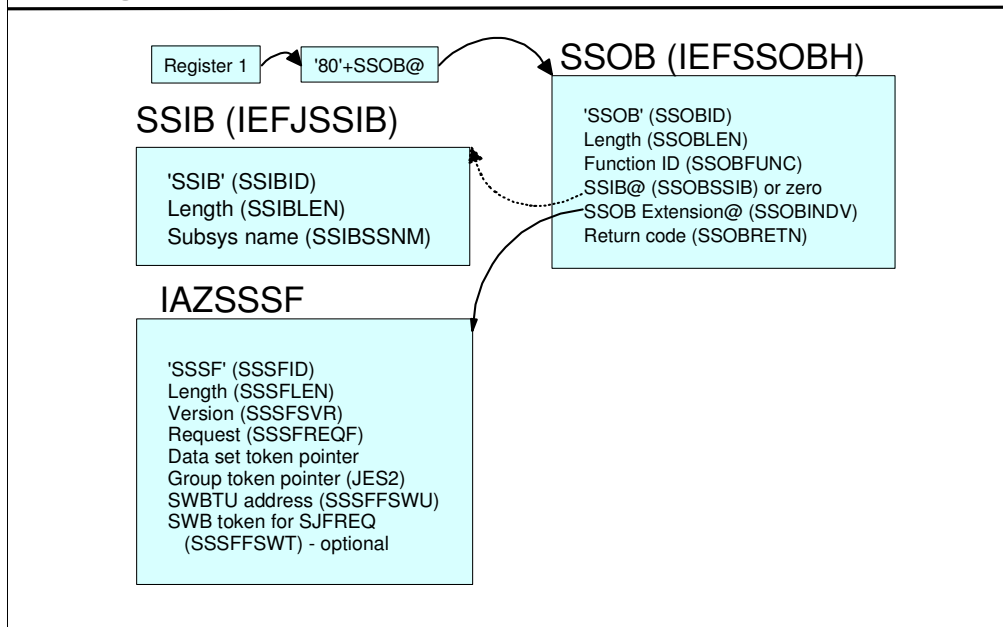 Register 1
'80'+SSOB@
SSOB (IEFSSOBH)
'SSOB' (SSOBID)
Length (SSOBLEN)
Function ID (SSOBFUNC)
SSIB@ (SSOBSSIB) or zero
SSOB Extension@ (SSOBINDV)
Return code (SSOBRETN)
SSIB (IEFJSSIB)
'SSIB' (SSIBID)
Length (SSIBLEN)
Subsys name (SSIBSSNM)
IAZSSSF
'SSSF' (SSSFID)
Length (SSSFLEN)
Version (SSSFSVR)
Request (SSSFREQF)
Data set token pointer
Group token pointer (JES2)
SWBTU address (SSSFFSWU)
SWB token for SJFREQ
(SSSFFSWT) - optional